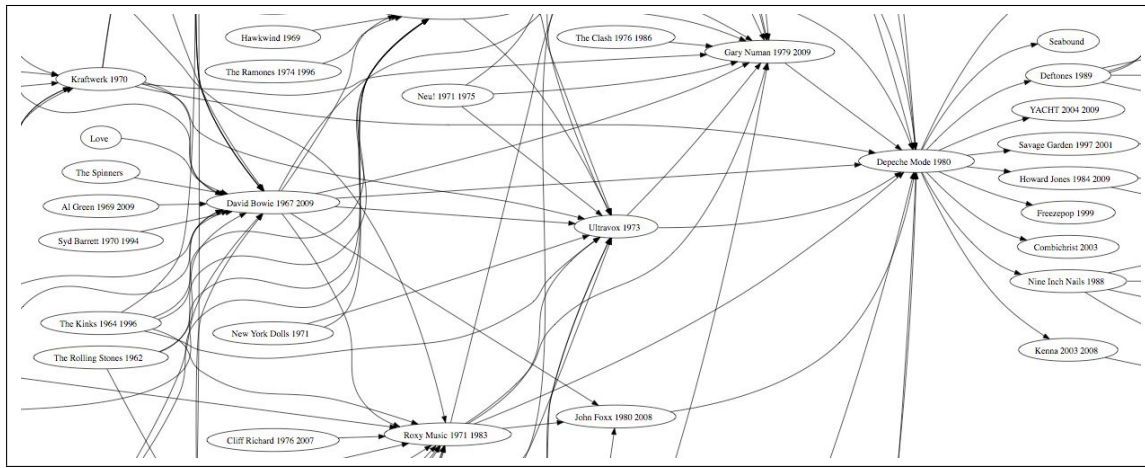 Hawkwind 1969
The Clash 1976 1986
Seabound
Gary Numan 1979 2009
The Ramones 1974 1996
Kraftwerk 1970
Deftones 1989
Neu! 1971 1975
YACHT 2004 2009
Love
Savage Garden 1997 2001
Depeche Mode 1980
The Spinners
Howard Jones 1984 2009
David Bowie 1967 2009
Al Green 1969 2009
Freezepop 1999
Ultravox 1973
Syd Barrett 1970 1994
Combichrist 2003
Nine Inch Nails 1988
The Kinks 1964 1996
New York Dolls 1971
Kenna 2003 2008
The Rolling Stones 1962
John Foxx 1980 2008
Roxy Music 1971 1983
Cliff Richard 1976 2007